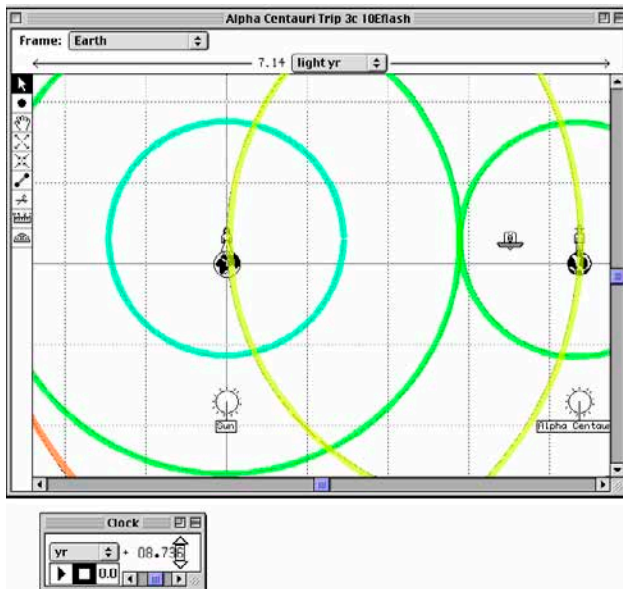 Alpha Centauri Trip 3c 10Eflash
Frame: Earth
7.14 light yr
Sun
Alpha Centau
Clock
yr + 08.736
0.0